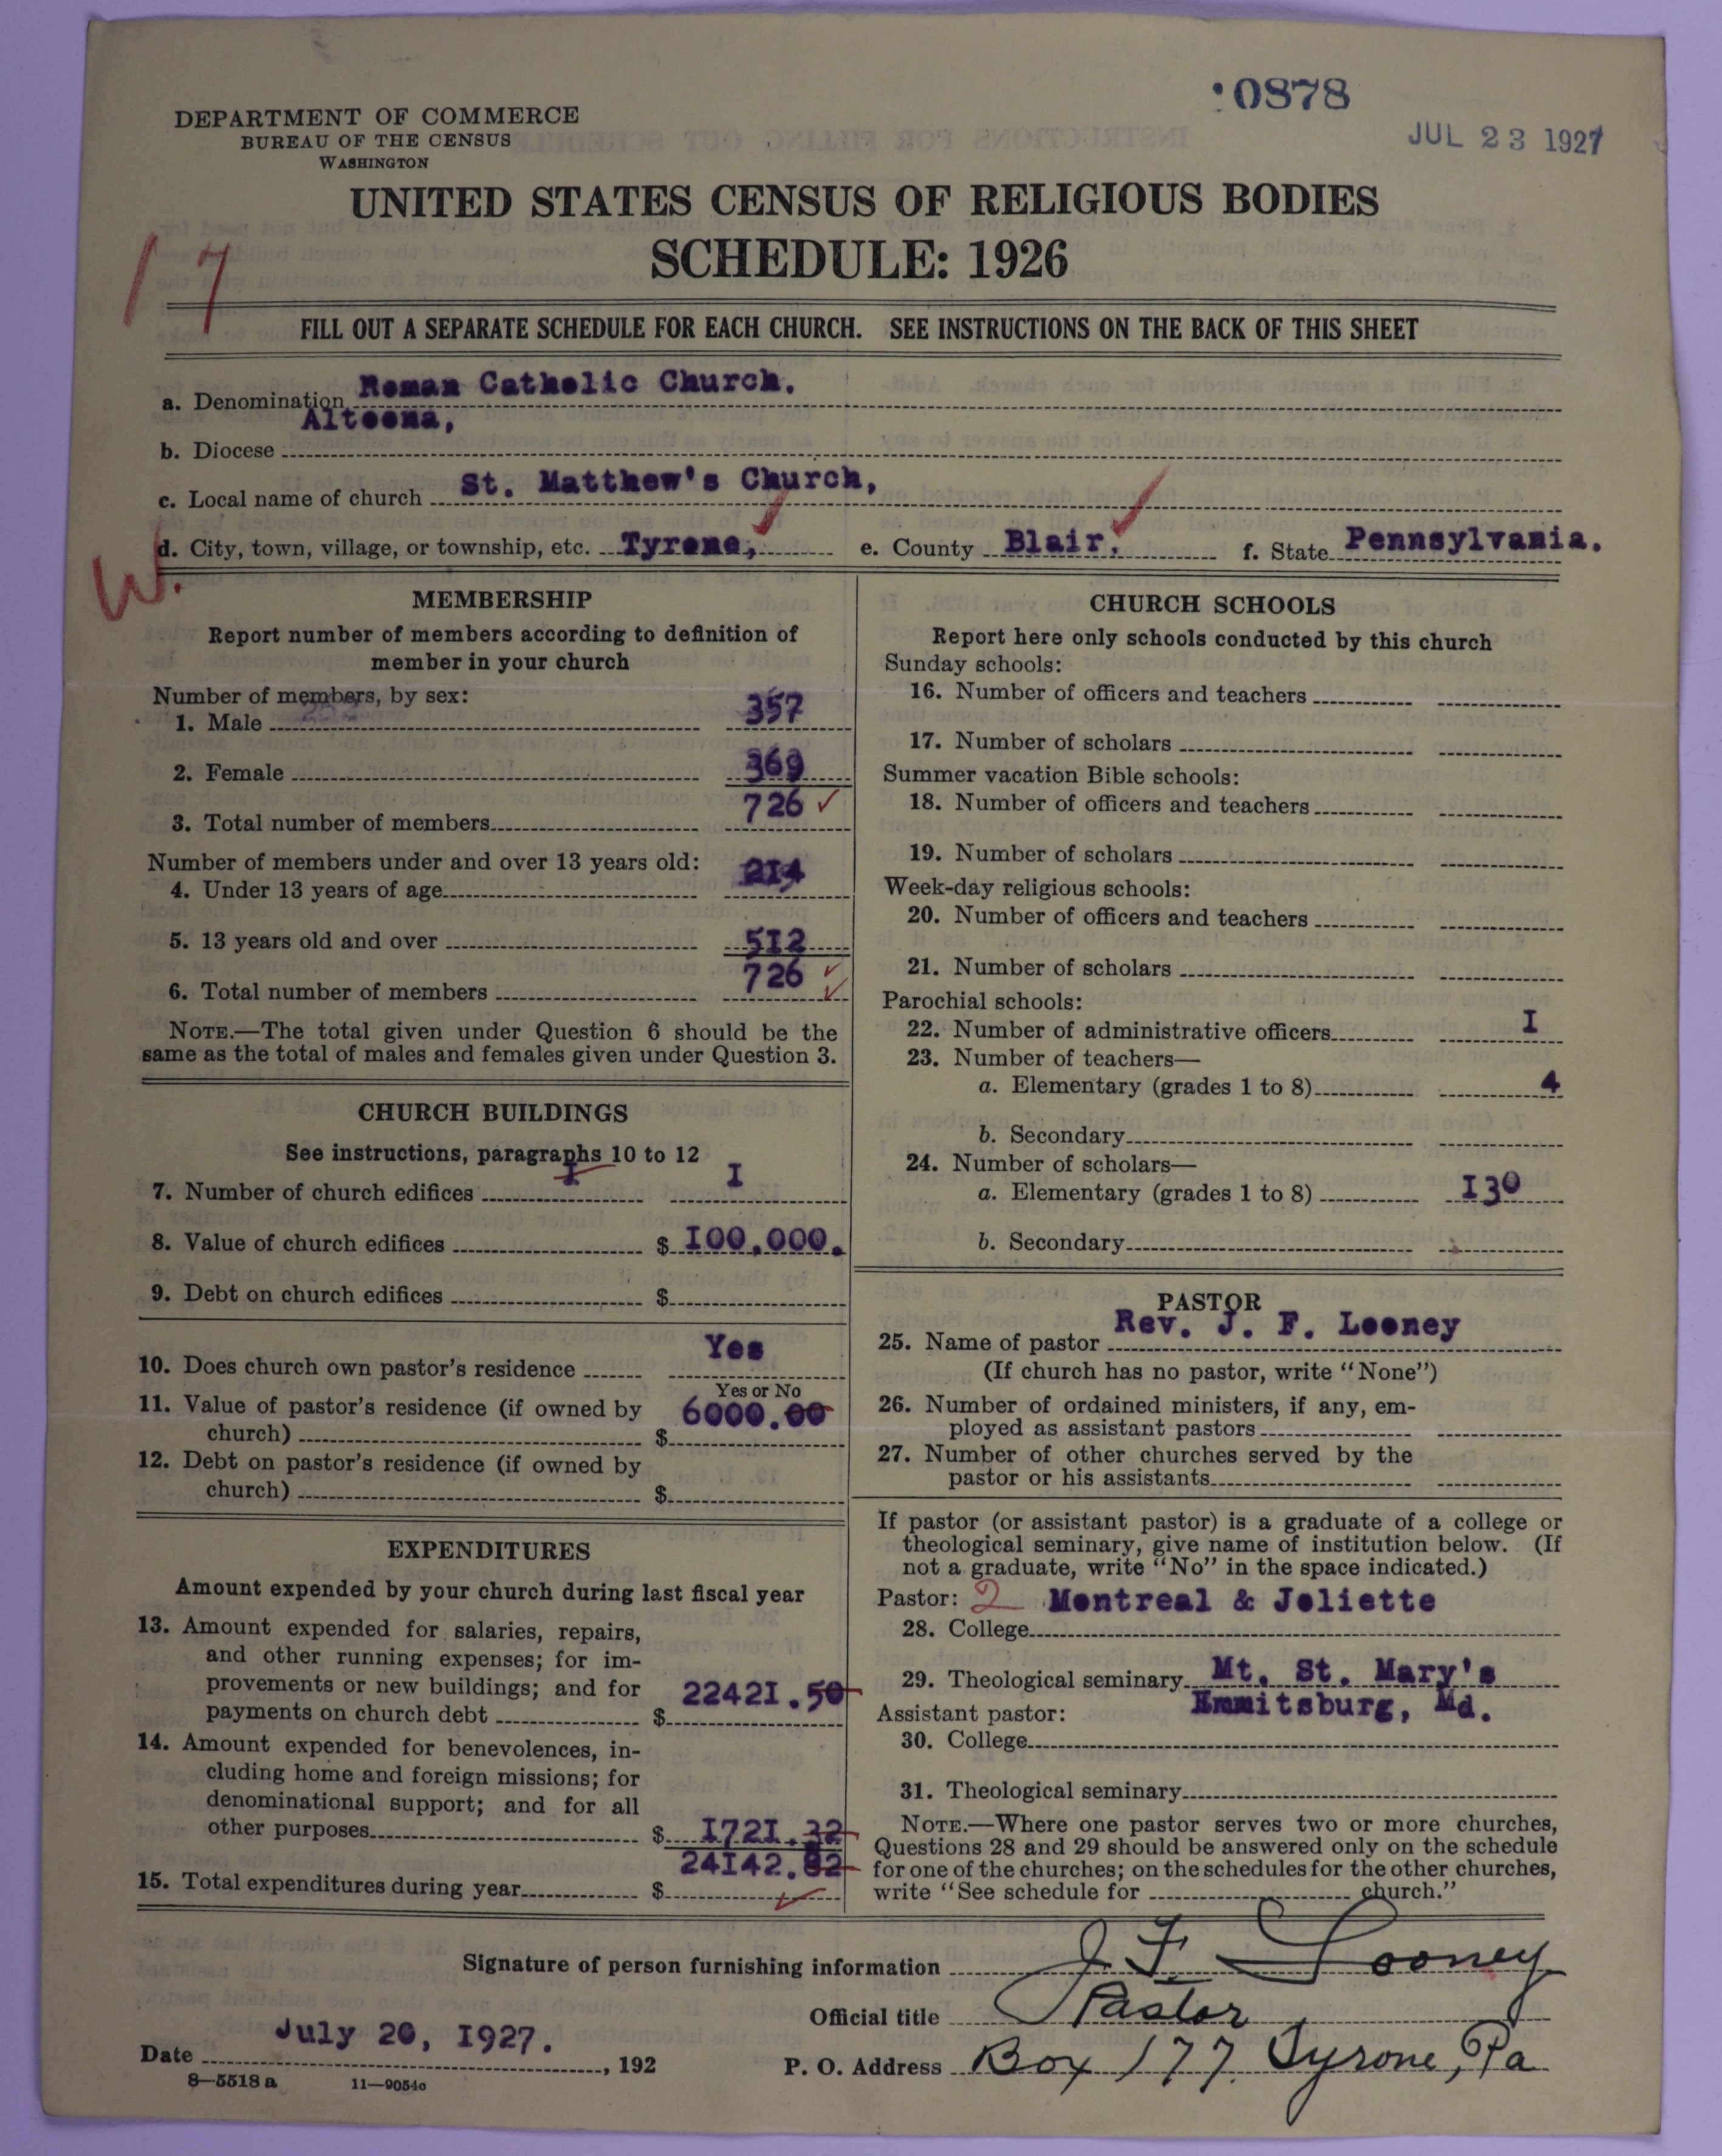 :0878
JUL 23 1927
DEPARTMENT OF COMMERCE
BUREAU OF THE CENSUS
WASHINGTON
UNITED STATES CENSUS OF RELIGIOUS BODIES
SCHEDULE: 1926
17
FILL OUT A SEPARATE SCHEDULE FOR EACH CHURCH. SEE INSTRUCTIONS ON THE BACK OF THIS SHEET
a. Denomination Roman Catholic Church.
b. Diocese Altoona,
c. Local name of church St. Matthew's Church,
d. City, town, village, or township, etc. Tyrone, e. County Blair, f. State Pennsylvania.
W.
MEMBERSHIP
Report number of members according to definition of
member in your church
Number of members, by sex:
1. Male 357
2. Female 369
3. Total number of members 726 ✓
Number of members under and over 13 years old:
4. Under 13 years of age 214
5. 13 years old and over 512
6. Total number of members 726 ✓
NOTE.—The total given under Question 6 should be the
same as the total of males and females given under Question 3.
CHURCH BUILDINGS
See instructions, paragraphs 10 to 12
7. Number of church edifices I I
8. Value of church edifices $ I00,000.
9. Debt on church edifices $
10. Does church own pastor's residence Yes
Yes or No
11. Value of pastor's residence (if owned by
church) $ 6000.00
12. Debt on pastor's residence (if owned by
church) $
EXPENDITURES
Amount expended by your church during last fiscal year
13. Amount expended for salaries, repairs,
and other running expenses; for im-
provements or new buildings; and for
payments on church debt $ 2242I.50
14. Amount expended for benevolences, in-
cluding home and foreign missions; for
denominational support; and for all
other purposes $ I72I.32
15. Total expenditures during year $ 24I42.82
CHURCH SCHOOLS
Report here only schools conducted by this church
Sunday schools:
16. Number of officers and teachers
17. Number of scholars
Summer vacation Bible schools:
18. Number of officers and teachers
19. Number of scholars
Week-day religious schools:
20. Number of officers and teachers
21. Number of scholars
Parochial schools:
22. Number of administrative officers I
23. Number of teachers—
a. Elementary (grades 1 to 8) 4
b. Secondary
24. Number of scholars—
a. Elementary (grades 1 to 8) I30
b. Secondary
PASTOR
25. Name of pastor Rev. J. F. Looney
(If church has no pastor, write "None")
26. Number of ordained ministers, if any, em-
ployed as assistant pastors
27. Number of other churches served by the
pastor or his assistants
If pastor (or assistant pastor) is a graduate of a college or
theological seminary, give name of institution below. (If
not a graduate, write "No" in the space indicated.)
Pastor: 2 Montreal & Joliette
28. College
29. Theological seminary Mt. St. Mary's
Emmitsburg, Md.
Assistant pastor:
30. College
31. Theological seminary
NOTE.—Where one pastor serves two or more churches,
Questions 28 and 29 should be answered only on the schedule
for one of the churches; on the schedules for the other churches,
write "See schedule for church."
Signature of person furnishing information J F. Looney
Official title Pastor
Date July 20, I927. , 192
P. O. Address Box 177 Tyrone, Pa
8—5518 a 11—9054c